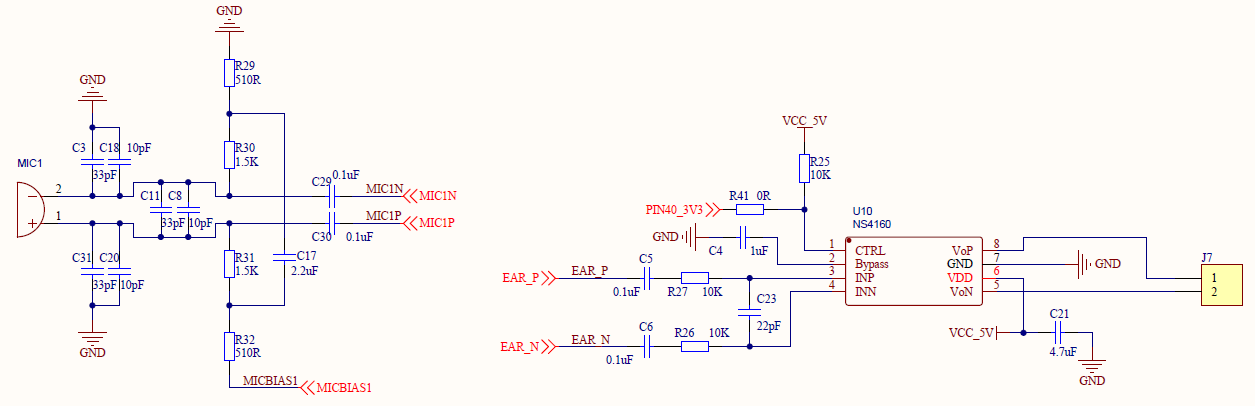 GND
R29
510R
GND
C3 C18 10pF
33pF
R30
1.5K
MIC1
2
1
C11 C8
33pF 10pF
C29 0.1uF
MIC1N
MIC1N
MIC1P
MIC1P
C30 0.1uF
C31 C20
33pF 10pF
R31
1.5K
C17
2.2uF
GND
R32
510R
MICBIAS1
MICBIAS1
VCC_5V
R25
10K
R41 0R
PIN40_3V3
GND
C4 1uF
U10
NS4160
1 CTRL
2 Bypass
3 INP
4 INN
VoP 8
GND 7
VDD 6
VoN 5
EAR_P
EAR_P
C5
0.1uF
R27 10K
C23
22pF
EAR_N
EAR_N
C6
0.1uF
R26 10K
GND
J7
1
2
VCC_5V
C21
4.7uF
GND